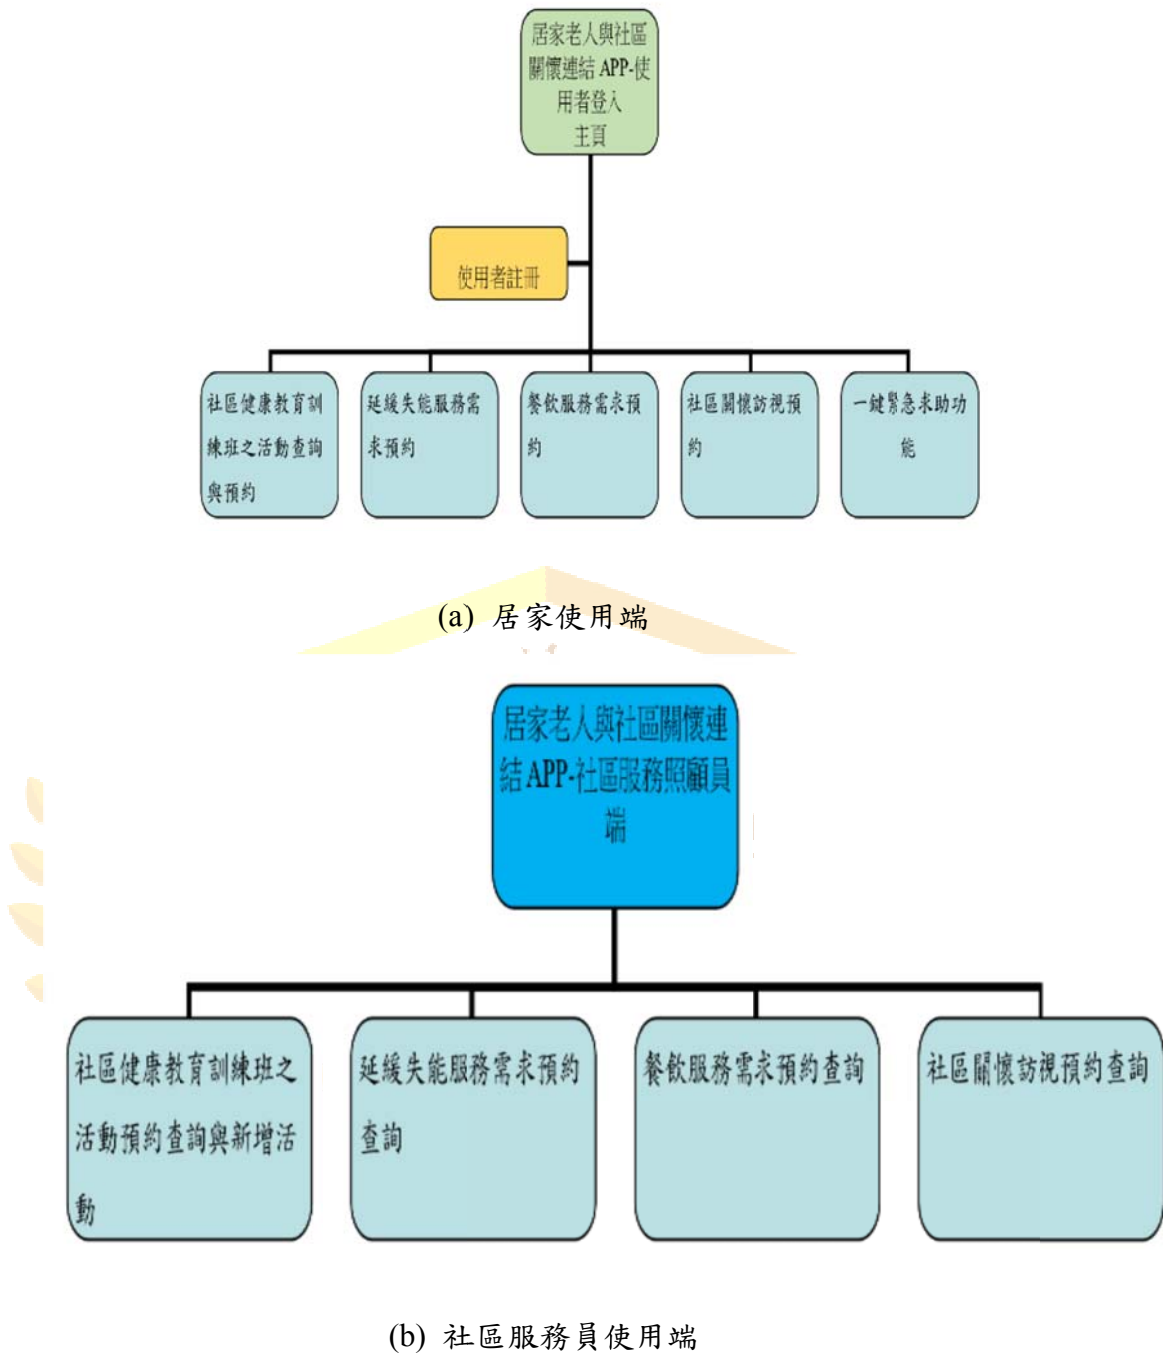 居家老人與社區
關懷連結 APP-使
用者登入
主頁
使用者註冊
社區健康教育訓
練班之活動查詢
與預約
延緩失能服務需
求預約
餐飲服務需求預
約
社區關懷訪視預
約
一鍵緊急求助功
能
(a) 居家使用端
居家老人與社區關懷連
結 APP-社區服務照顧員
端
社區健康教育訓練班之
活動預約查詢與新增活
動
延緩失能服務需求預約
查詢
餐飲服務需求預約查詢
社區關懷訪視預約查詢
(b) 社區服務員使用端